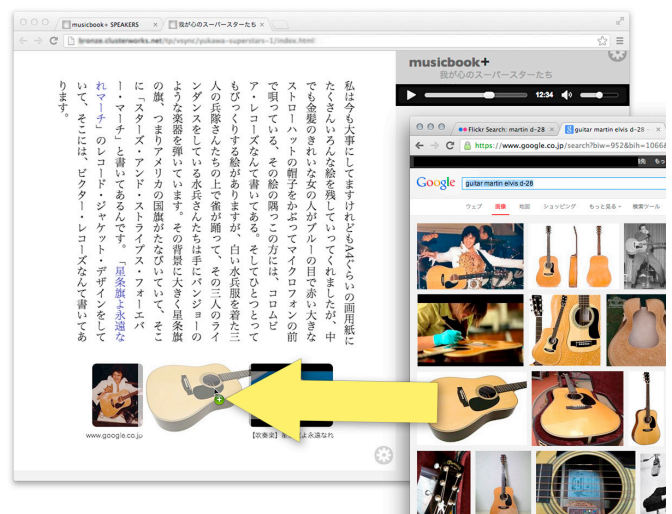 musicbook+ SPEAKERS
我が心のスーパースターたち
bronze.clusterworks.net/tp/vsync/yukawa-superstars-1/index.html
musicbook+
我が心のスーパースターたち
12:34
私は今も大事にしてますけれどもA4ぐらいの画用紙に
たくさんいろんな絵を残していってくれましたが、中
でも金髪のきれいな女の人がブルーの目で赤い大きな
ストローハットの帽子をかぶってマイクロフォンの前
で唄っている、その絵の隅っこの方には、コロムビ
ア・レコーズなんて書いてある。そしてひとつとって
もびっくりする絵がありますが、白い水兵服を着た三
人の兵隊さんたちの上で雀が踊って、その三人のライ
ンダンスをしている水兵さんたちは手にバンジョーの
ような楽器を弾いています。その背景に大きく星条旗
の旗、つまりアメリカの国旗がたなびいていて、そこ
に「スターズ・アンド・ストライプス・フォーエバ
ー・マーチ」と書いてあるんです。「星条旗よ永遠な
れマーチ」のレコード・ジャケット・デザインをして
いて、そこには、ビクター・レコーズなんて書いてあ
ります。
www.google.co.jp
【吹奏楽】星条旗よ永遠なれ
Flickr Search: martin d-28
guitar martin elvis d-28 -
https://www.google.co.jp/search?biw=952&bih=1066&
Google
guitar martin elvis d-28
ウェブ 画像 地図 ショッピング もっと見る 検索ツール